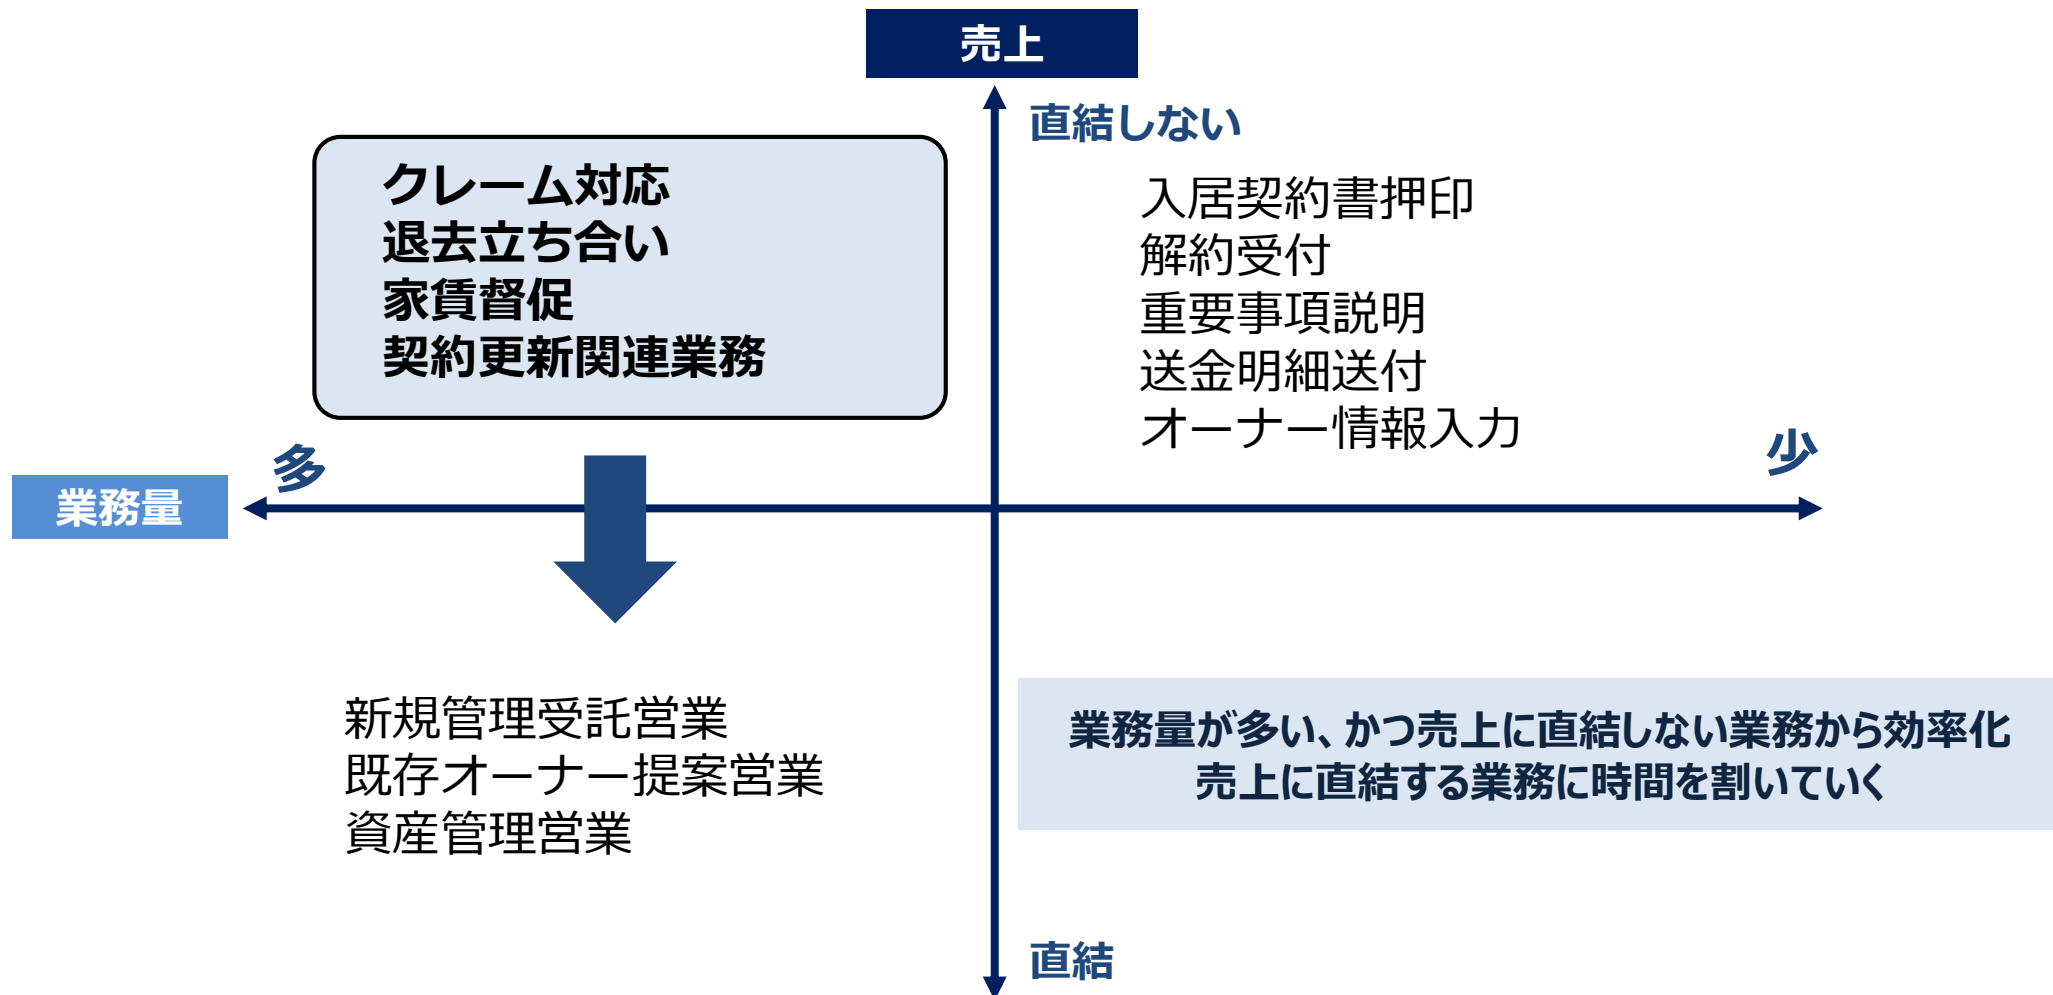 売上
直結しない
クレーム対応
退去立ち合い
家賃督促
契約更新関連業務
入居契約書押印
解約受付
重要事項説明
送金明細送付
オーナー情報入力
多
少
業務量
新規管理受託営業
既存オーナー提案営業
資産管理営業
業務量が多い、かつ売上に直結しない業務から効率化
売上に直結する業務に時間を割いていく
直結